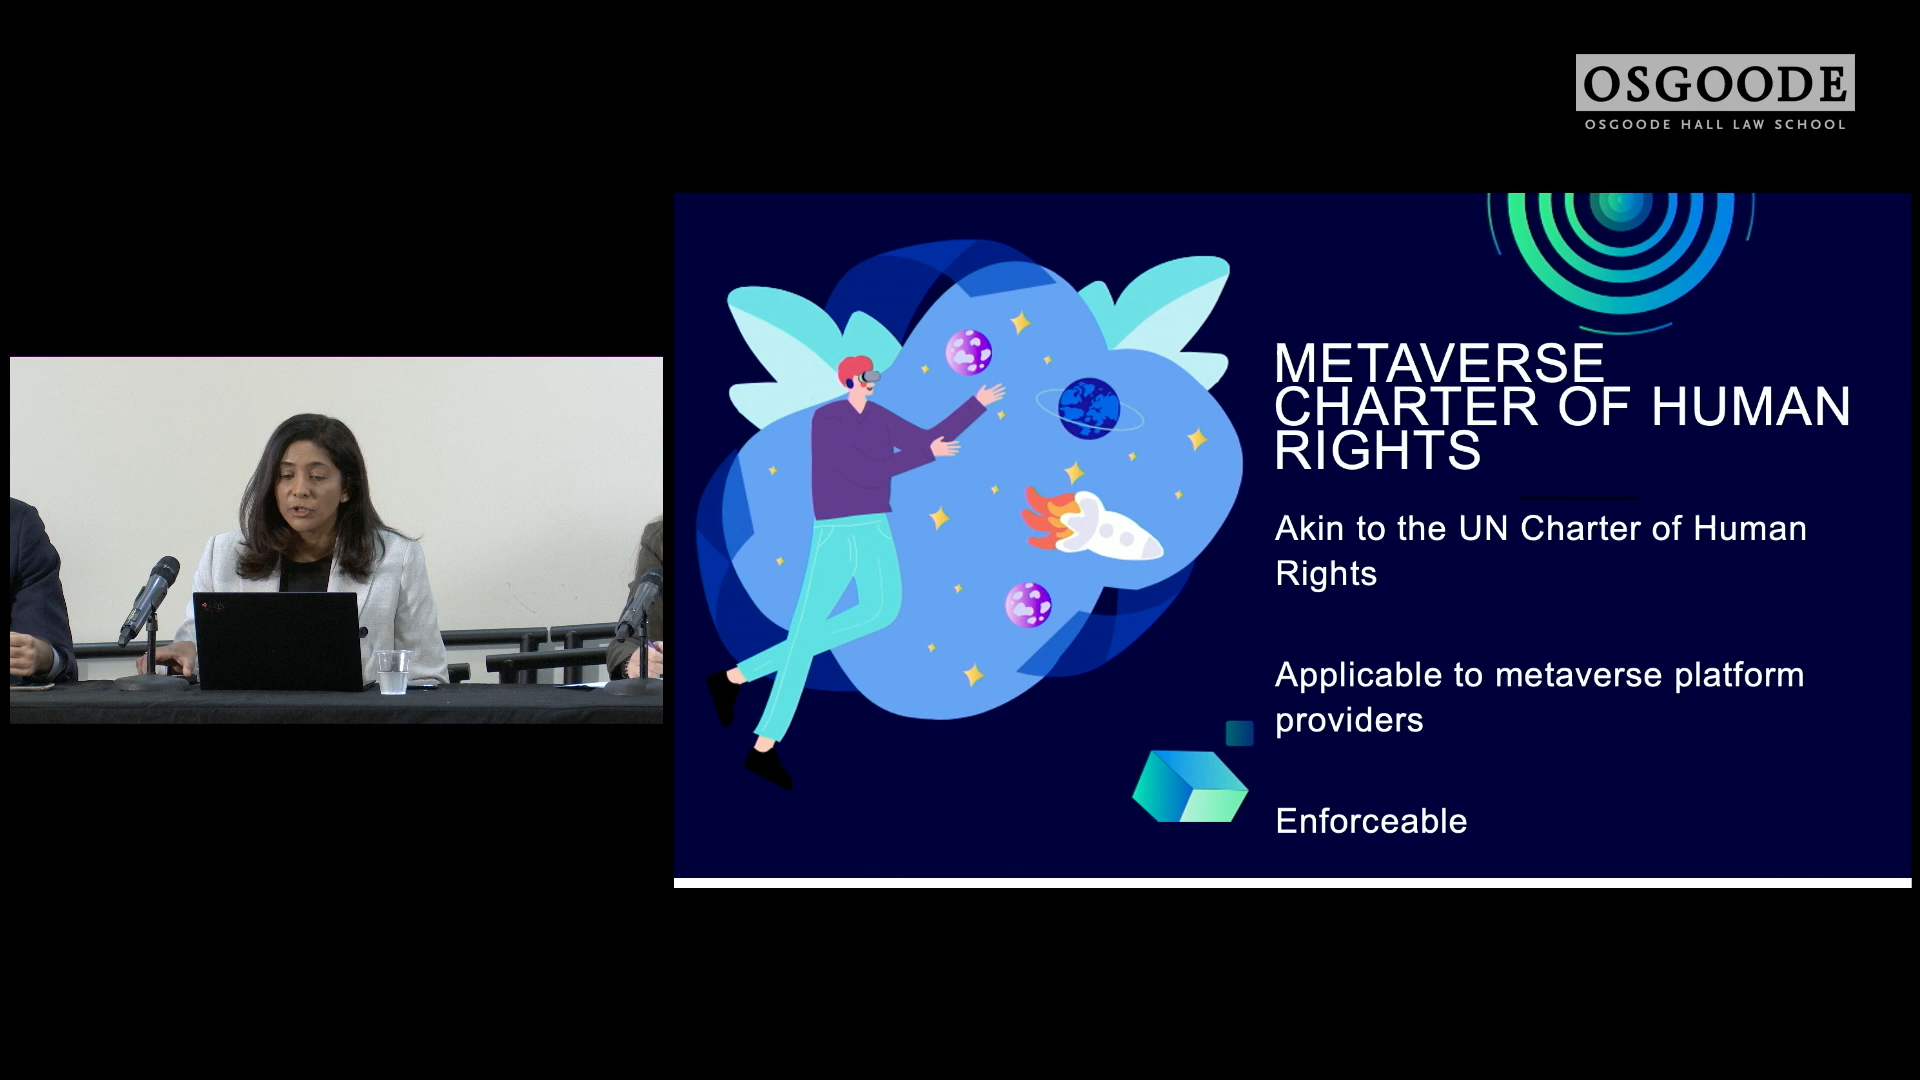 OSGOODE
OSGOODE HALL LAW SCHOOL
METAVERSE
CHARTER OF HUMAN
RIGHTS
Akin to the UN Charter of Human
Rights
Applicable to metaverse platform
providers
Enforceable